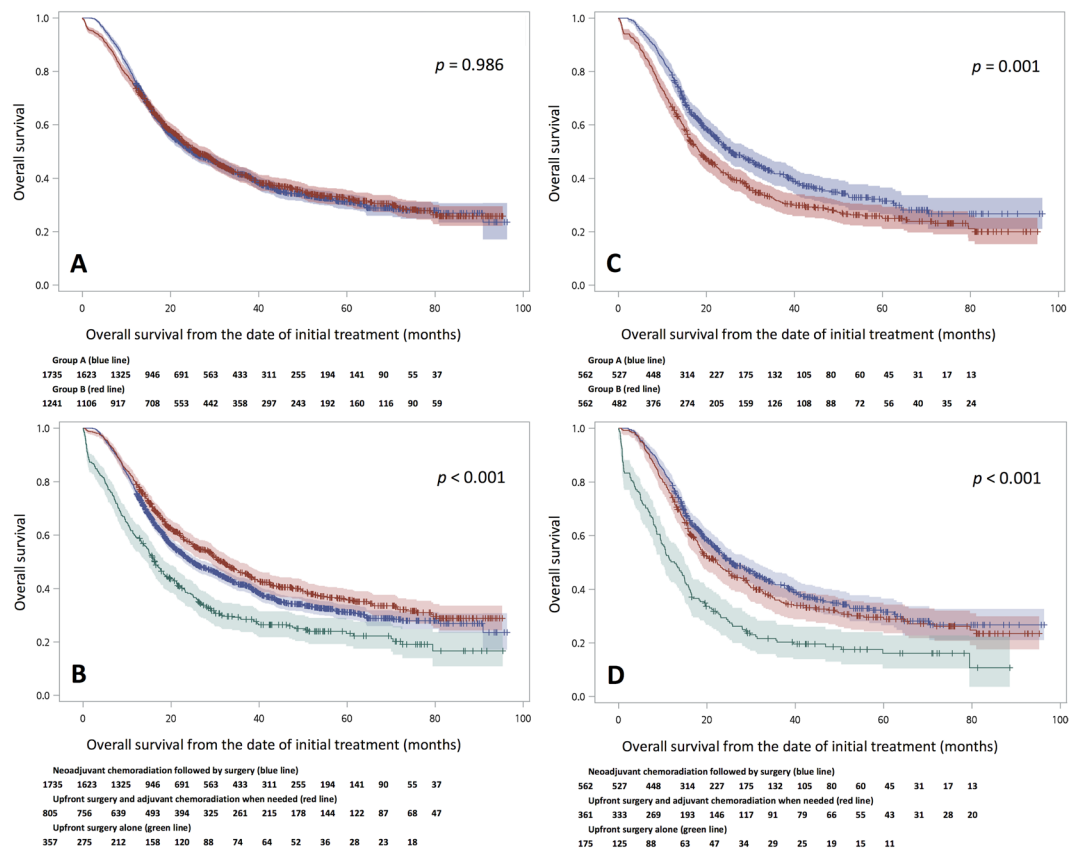 1.0
0.8
0.6
0.4
0.2
0.0
Overall survival
p = 0.986
A
0 20 40 60 80 100
Overall survival from the date of initial treatment (months)
Group A (blue line)
1735 1623 1325 946 691 563 433 311 255 194 141 90 55 37
Group B (red line)
1241 1106 917 708 553 442 358 297 243 192 160 116 90 59
1.0
0.8
0.6
0.4
0.2
0.0
Overall survival
p < 0.001
B
0 20 40 60 80 100
Overall survival from the date of initial treatment (months)
Neoadjuvant chemoradiation followed by surgery (blue line)
1735 1623 1325 946 691 563 433 311 255 194 141 90 55 37
Upfront surgery and adjuvant chemoradiation when needed (red line)
805 756 639 493 394 325 261 215 178 144 122 87 68 47
Upfront surgery alone (green line)
357 275 212 158 120 88 74 64 52 36 28 23 18
1.0
0.8
0.6
0.4
0.2
0.0
Overall survival
p = 0.001
C
0 20 40 60 80 100
Overall survival from the date of initial treatment (months)
Group A (blue line)
562 527 448 314 227 175 132 105 80 60 45 31 17 13
Group B (red line)
562 482 376 274 205 159 126 108 88 72 56 40 35 24
1.0
0.8
0.6
0.4
0.2
0.0
Overall survival
p < 0.001
D
0 20 40 60 80 100
Overall survival from the date of initial treatment (months)
Neoadjuvant chemoradiation followed by surgery (blue line)
562 527 448 314 227 175 132 105 80 60 45 31 17 13
Upfront surgery and adjuvant chemoradiation when needed (red line)
361 333 269 193 146 117 91 79 66 55 43 31 28 20
Upfront surgery alone (green line)
175 125 88 63 47 34 29 25 19 15 11